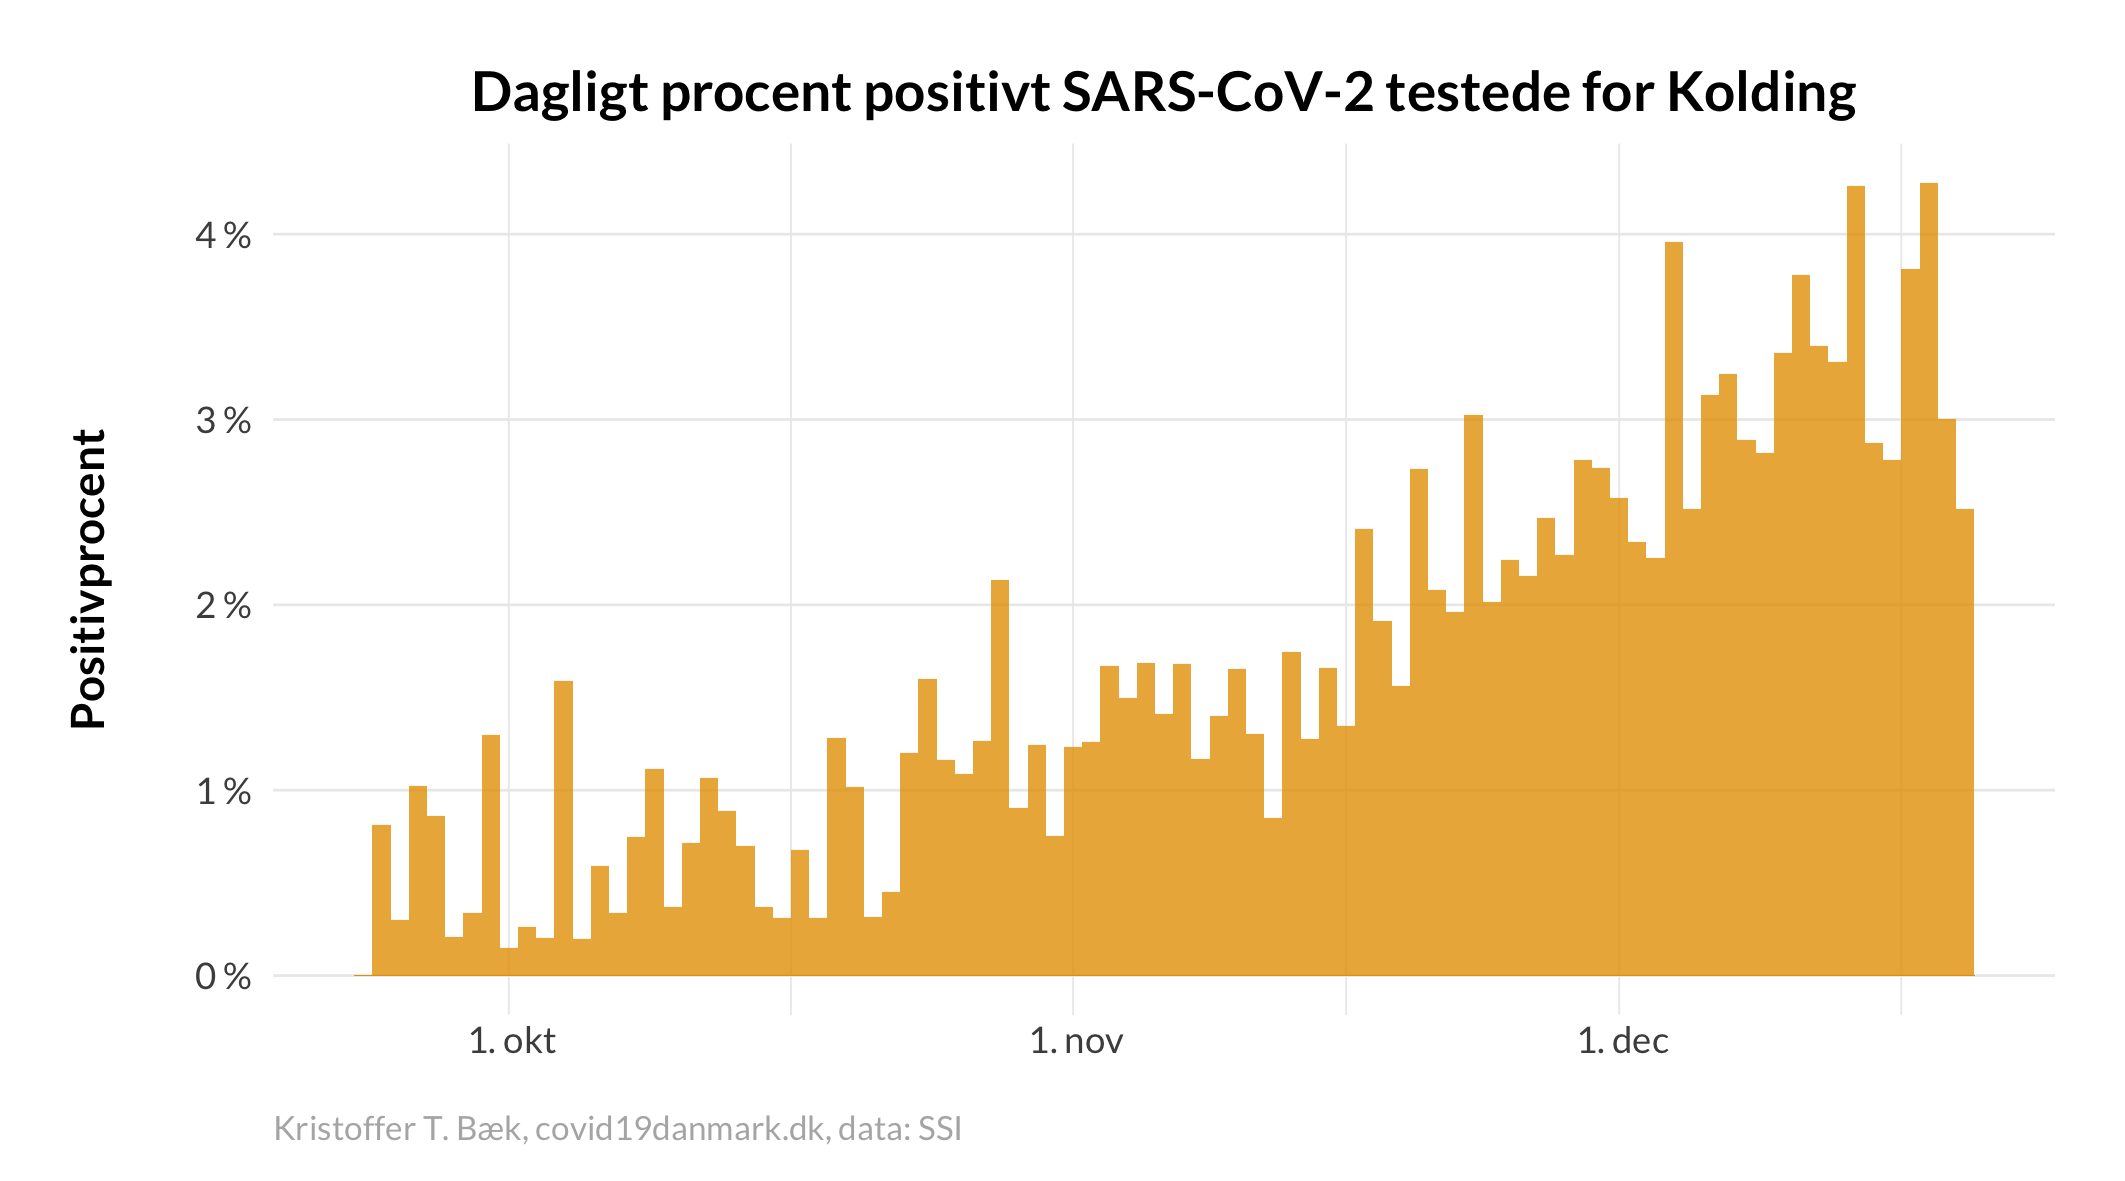 Dagligt procent positivt SARS-CoV-2 testede for Kolding
Positivprocent
4 %
3 %
2 %
1 %
0 %
1. okt
1. nov
1. dec
Kristoffer T. Bæk, covid19danmark.dk, data: SSI